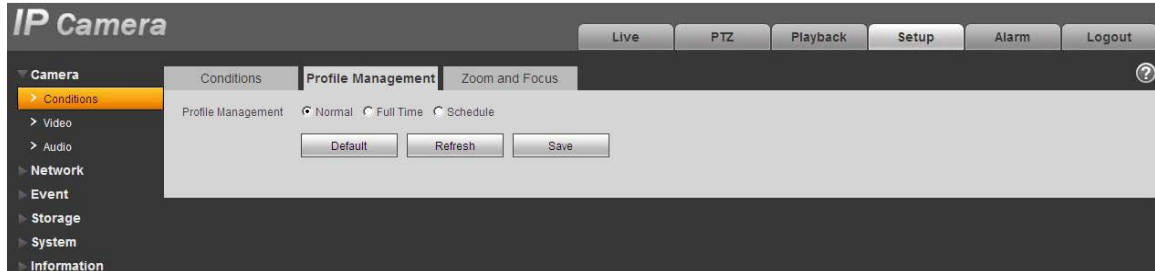 IP Camera
Live PTZ Playback Setup Alarm Logout
Camera
Conditions
Video
Audio
Network
Event
Storage
System
Information
Conditions Profile Management Zoom and Focus
?
Profile Management Normal Full Time Schedule
Default Refresh Save